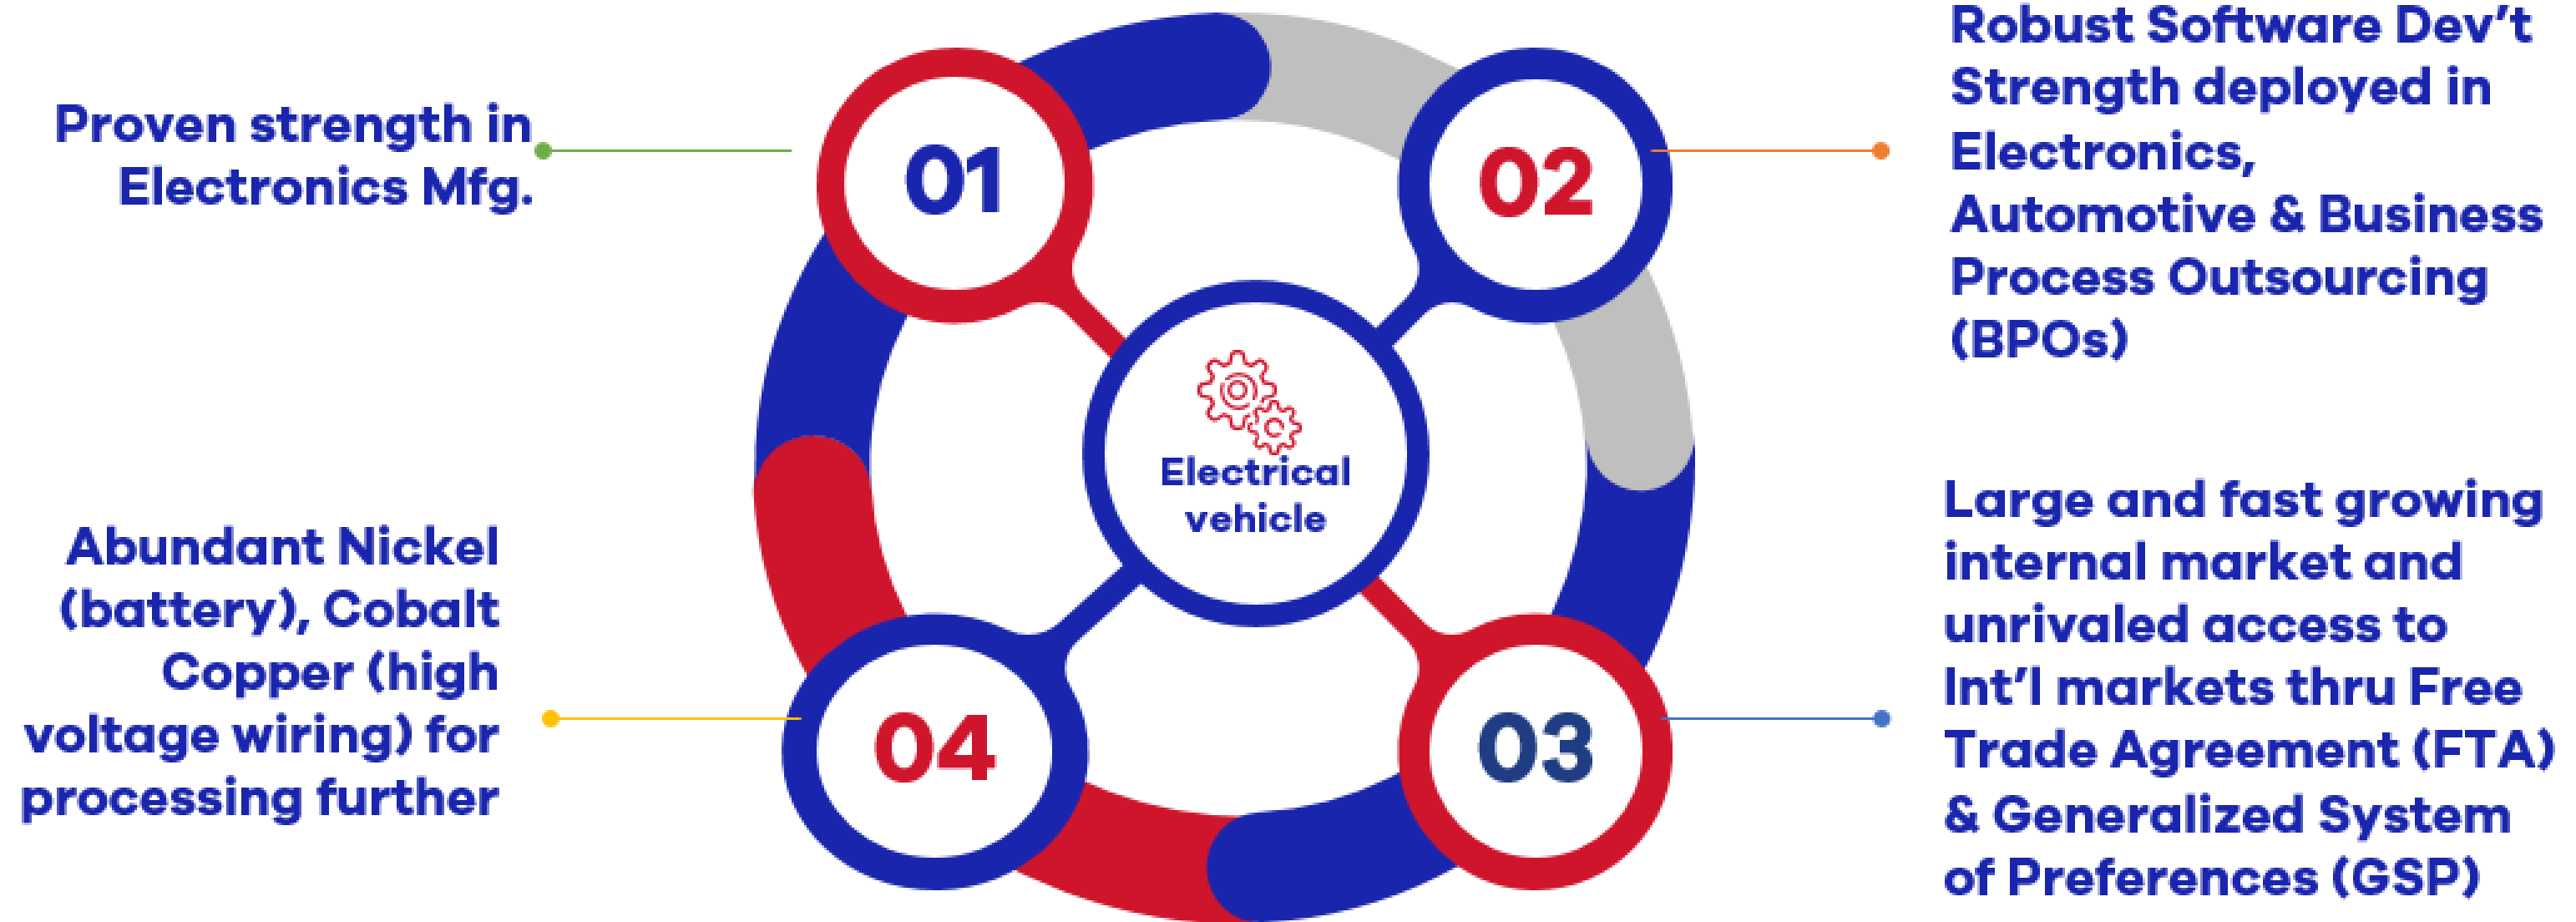 Proven strength in
Electronics Mfg.
01
02
Robust Software Dev’t
Strength deployed in
Electronics,
Automotive & Business
Process Outsourcing
(BPOs)
Electrical
vehicle
Abundant Nickel
(battery), Cobalt
Copper (high
voltage wiring) for
processing further
04
03
Large and fast growing
internal market and
unrivaled access to
Int’l markets thru Free
Trade Agreement (FTA)
& Generalized System
of Preferences (GSP)